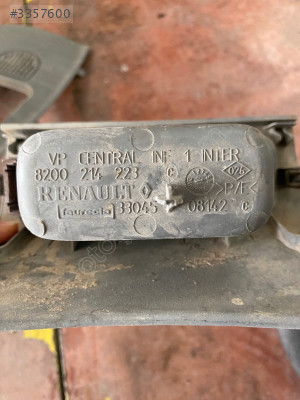 #3357600
VP CENTRAL INF 1 INTER
8200 214 223 C
RENAULT P/E
faurecia 33045 08142 C